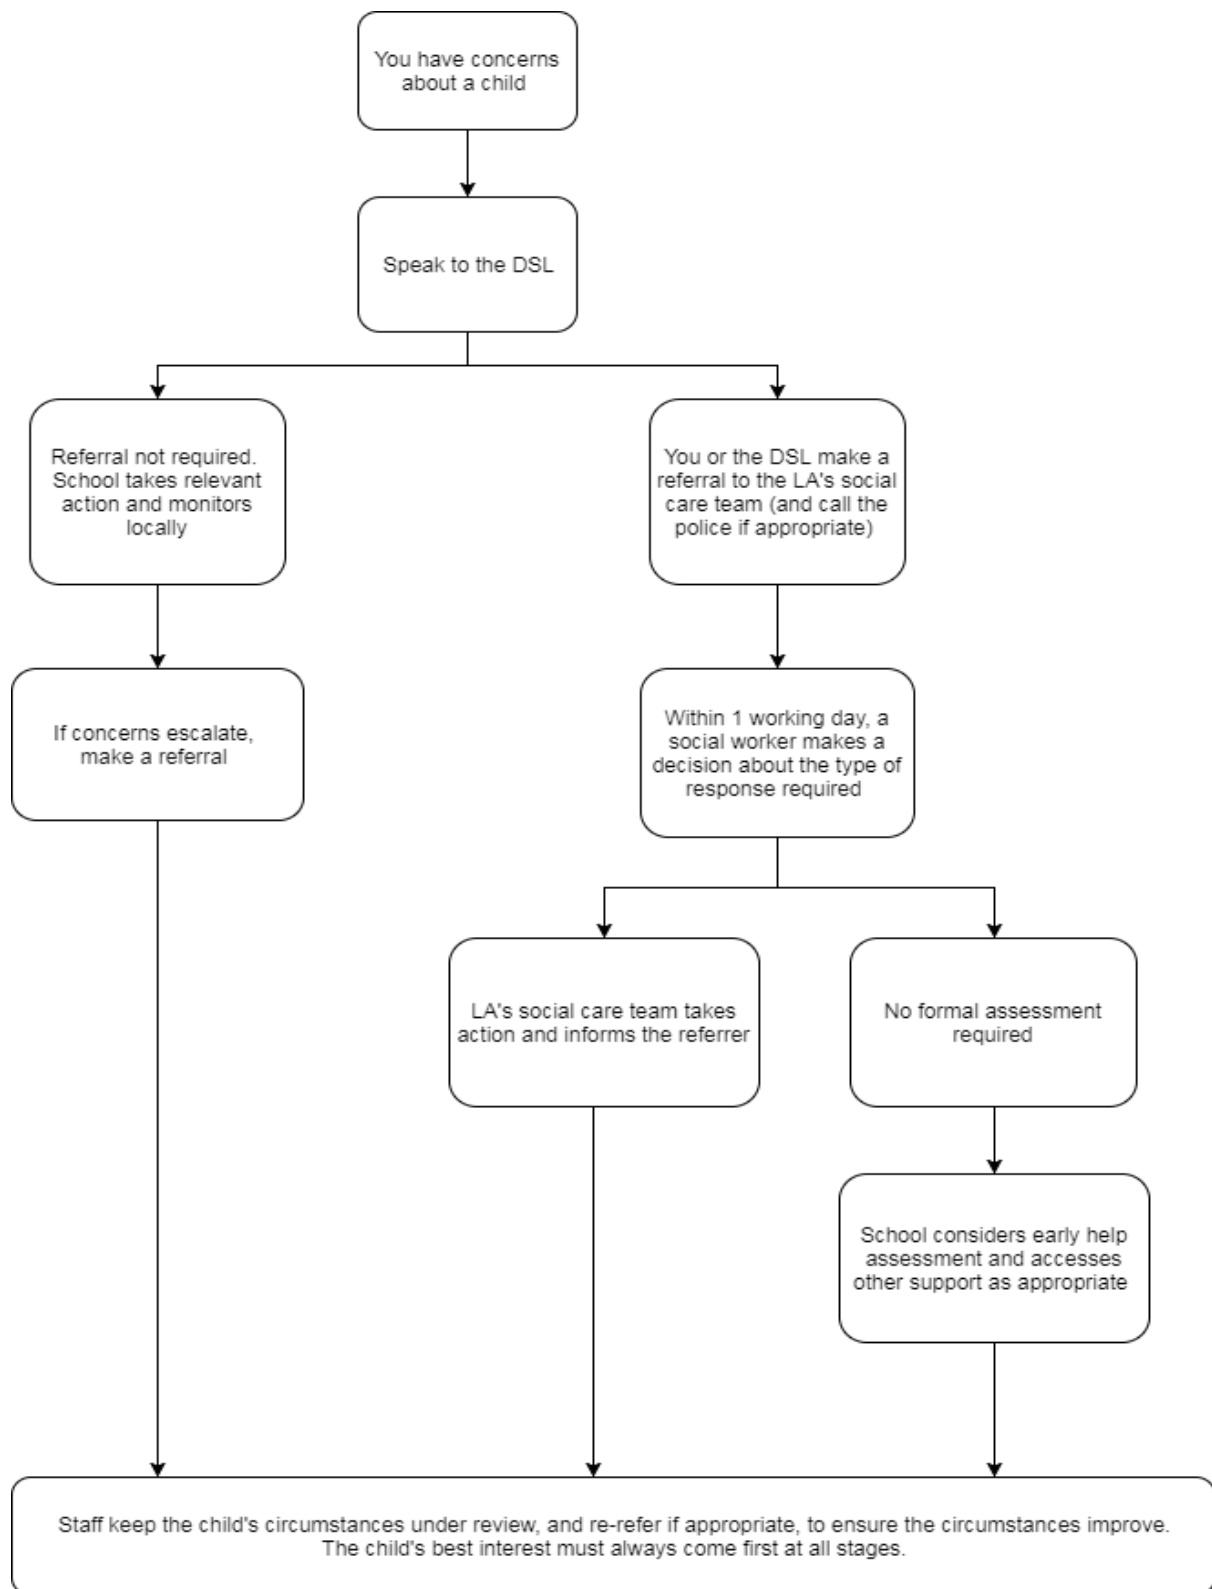 You have concerns
about a child
Speak to the DSL
Referral not required.
School takes relevant
action and monitors
locally
You or the DSL make a
referral to the LA's social
care team (and call the
police if appropriate)
If concerns escalate,
make a referral
Within 1 working day, a
social worker makes a
decision about the type of
response required
LA's social care team takes
action and informs the referrer
No formal assessment
required
School considers early help
assessment and accesses
other support as appropriate
Staff keep the child's circumstances under review, and re-refer if appropriate, to ensure the circumstances improve.
The child's best interest must always come first at all stages.